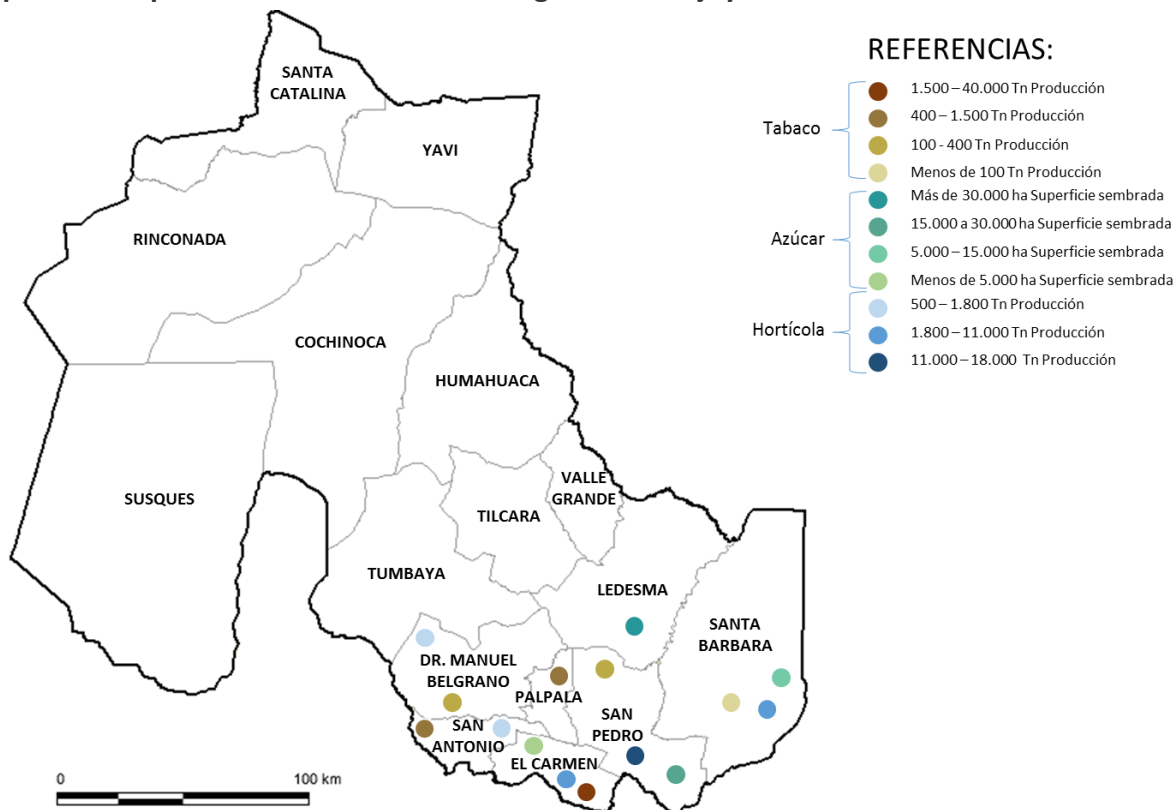 REFERENCIAS:
Tabaco
1.500 – 40.000 Tn Producción
400 – 1.500 Tn Producción
100 - 400 Tn Producción
Menos de 100 Tn Producción
Azúcar
Más de 30.000 ha Superficie sembrada
15.000 a 30.000 ha Superficie sembrada
5.000 – 15.000 ha Superficie sembrada
Menos de 5.000 ha Superficie sembrada
Hortícola
500 – 1.800 Tn Producción
1.800 – 11.000 Tn Producción
11.000 – 18.000 Tn Producción
SANTA
CATALINA
YAVI
RINCONADA
COCHINOCA
HUMAHUACA
SUSQUES
VALLE
GRANDE
TILCARA
TUMBAYA
LEDESMA
SANTA
BARBARA
DR. MANUEL
BELGRANO
PALPALA
SAN
PEDRO
SAN
ANTONIO
EL CARMEN
0
100 km